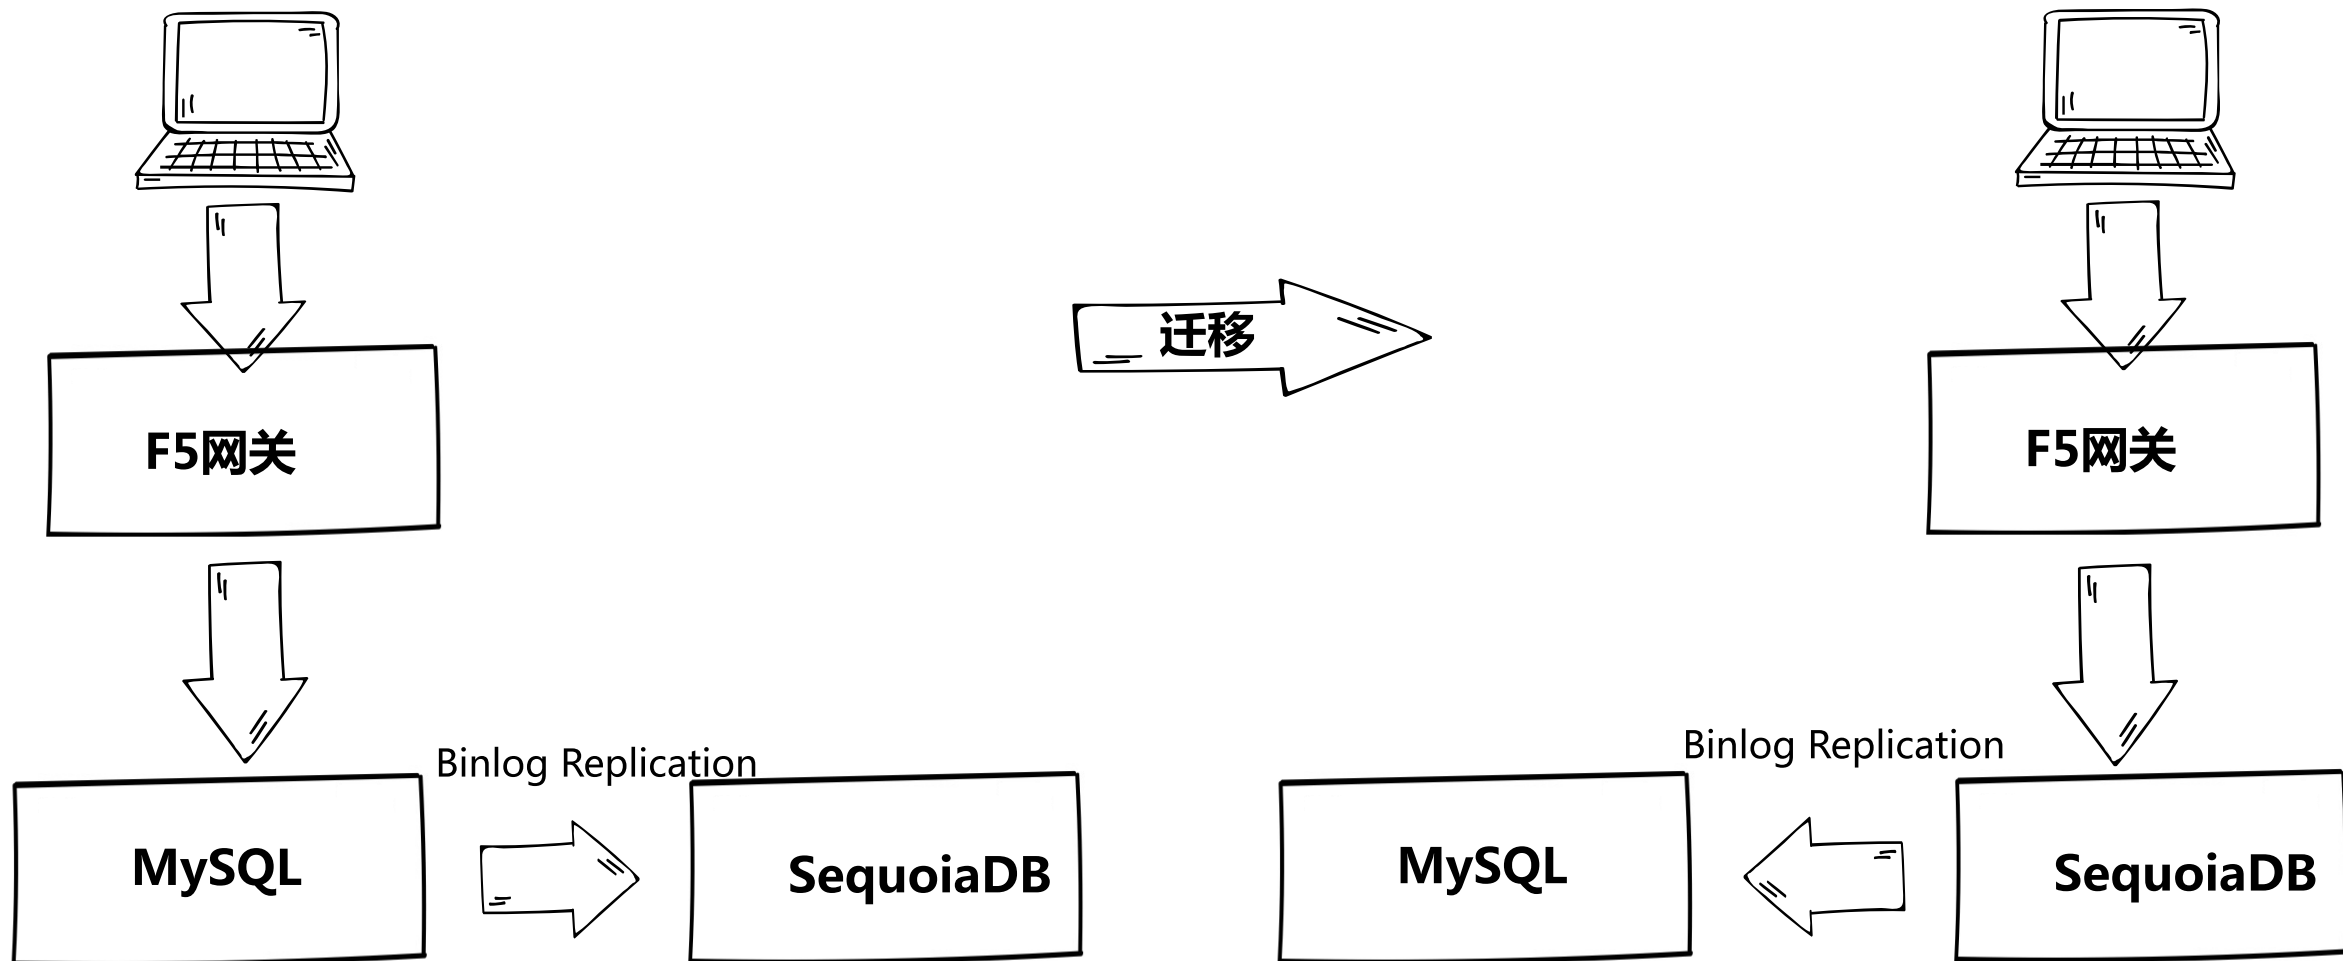 迁移
F5网关
F5网关
Binlog Replication
Binlog Replication
MySQL
SequoiaDB
MySQL
SequoiaDB